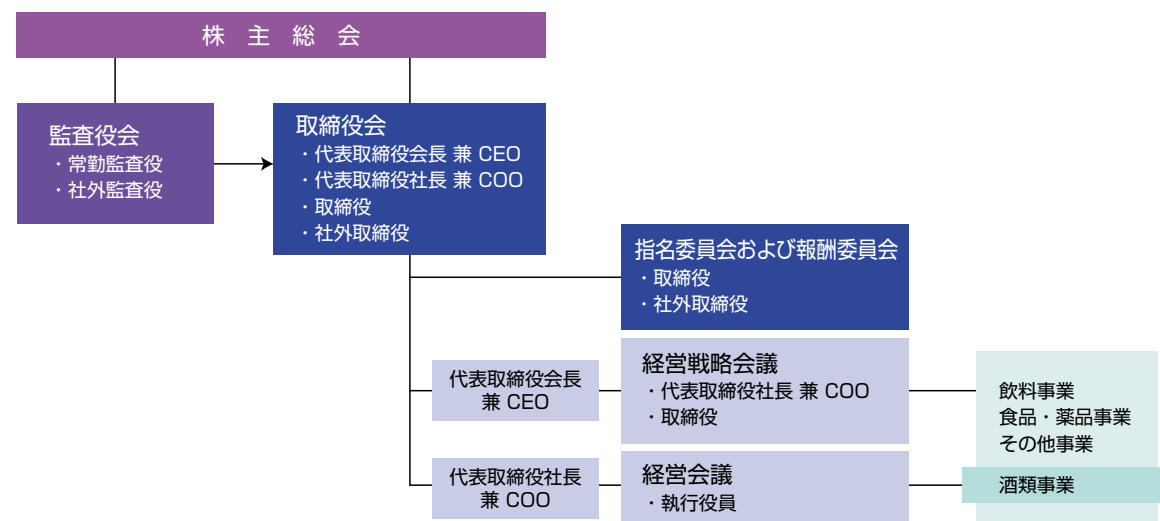 株 主 総 会
監査役会
・常勤監査役
・社外監査役
取締役会
・代表取締役会長 兼 CEO
・代表取締役社長 兼 COO
・取締役
・社外取締役
指名委員会および報酬委員会
・取締役
・社外取締役
代表取締役会長
兼 CEO
経営戦略会議
・代表取締役社長 兼 COO
・取締役
飲料事業
食品・薬品事業
その他事業
代表取締役社長
兼 COO
経営会議
・執行役員
酒類事業